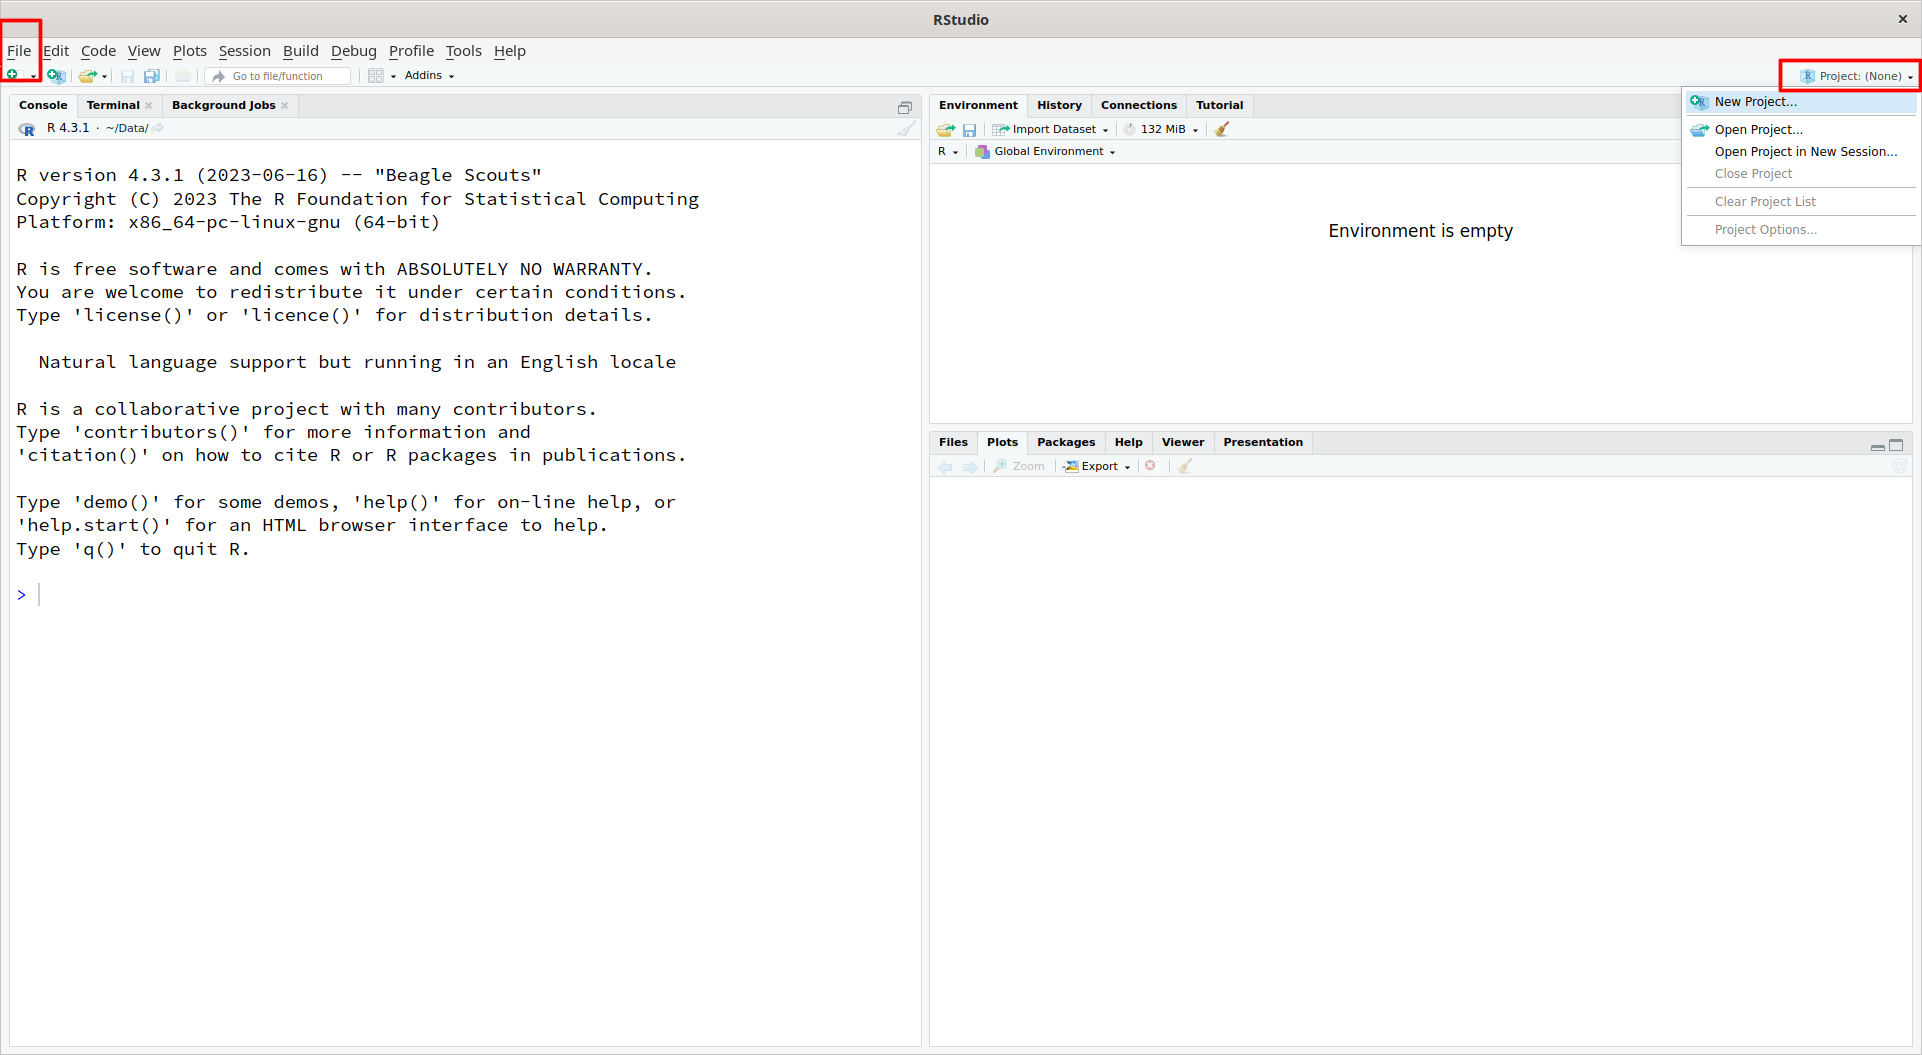 RStudio
File Edit Code View Plots Session Build Debug Profile Tools Help
Go to file/function Addins
Project: (None)
New Project...
Open Project...
Open Project in New Session...
Close Project
Clear Project List
Project Options...
Console Terminal Background Jobs
R 4.3.1 · ~/Data/
R version 4.3.1 (2023-06-16) -- "Beagle Scouts"
Copyright (C) 2023 The R Foundation for Statistical Computing
Platform: x86_64-pc-linux-gnu (64-bit)
R is free software and comes with ABSOLUTELY NO WARRANTY.
You are welcome to redistribute it under certain conditions.
Type 'license()' or 'licence()' for distribution details.
Natural language support but running in an English locale
R is a collaborative project with many contributors.
Type 'contributors()' for more information and
'citation()' on how to cite R or R packages in publications.
Type 'demo()' for some demos, 'help()' for on-line help, or
'help.start()' for an HTML browser interface to help.
Type 'q()' to quit R.
>
Environment History Connections Tutorial
Import Dataset 132 MiB
R Global Environment
Environment is empty
Files Plots Packages Help Viewer Presentation
Zoom Export